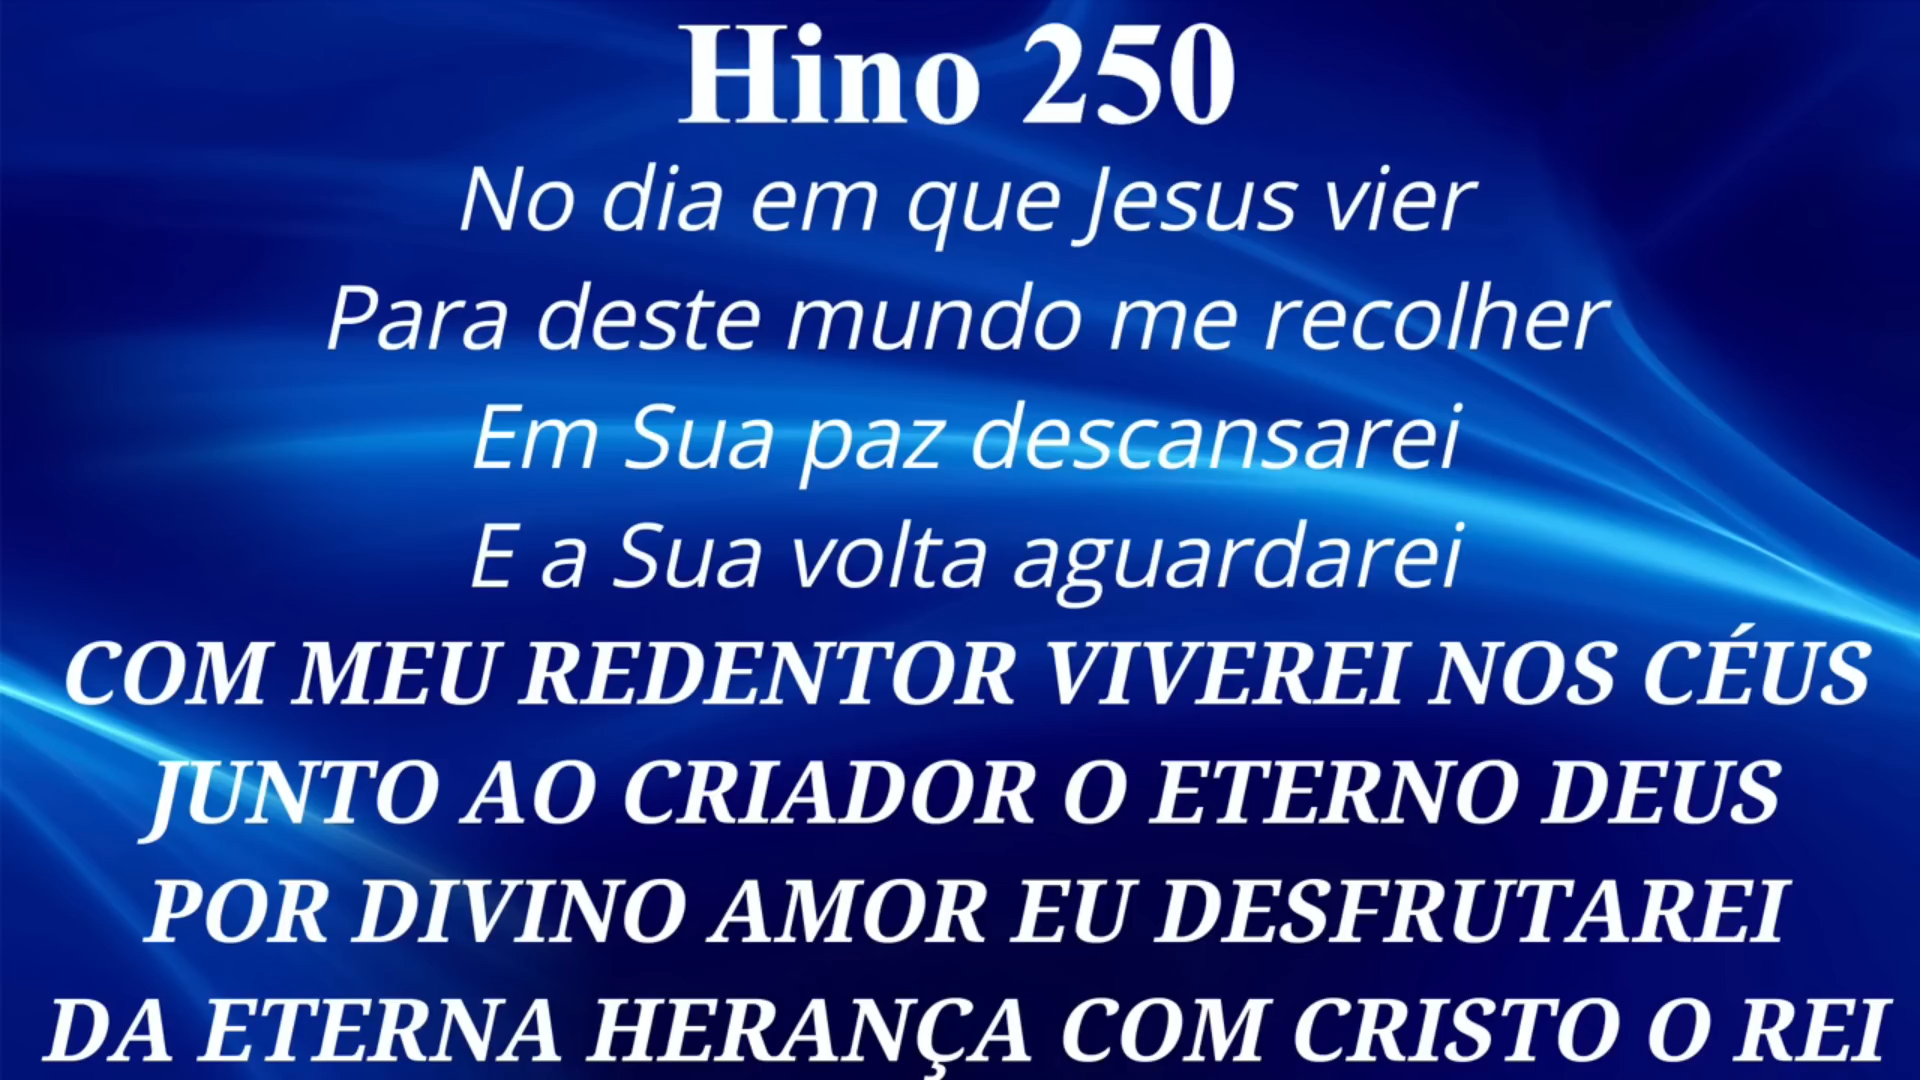 Hino 250
No dia em que Jesus vier
Para deste mundo me recolher
Em Sua paz descansarei
E a Sua volta aguardarei
COM MEU REDENTOR VIVEREI NOS CÉUS
JUNTO AO CRIADOR O ETERNO DEUS
POR DIVINO AMOR EU DESFRUTAREI
DA ETERNA HERANÇA COM CRISTO O REI